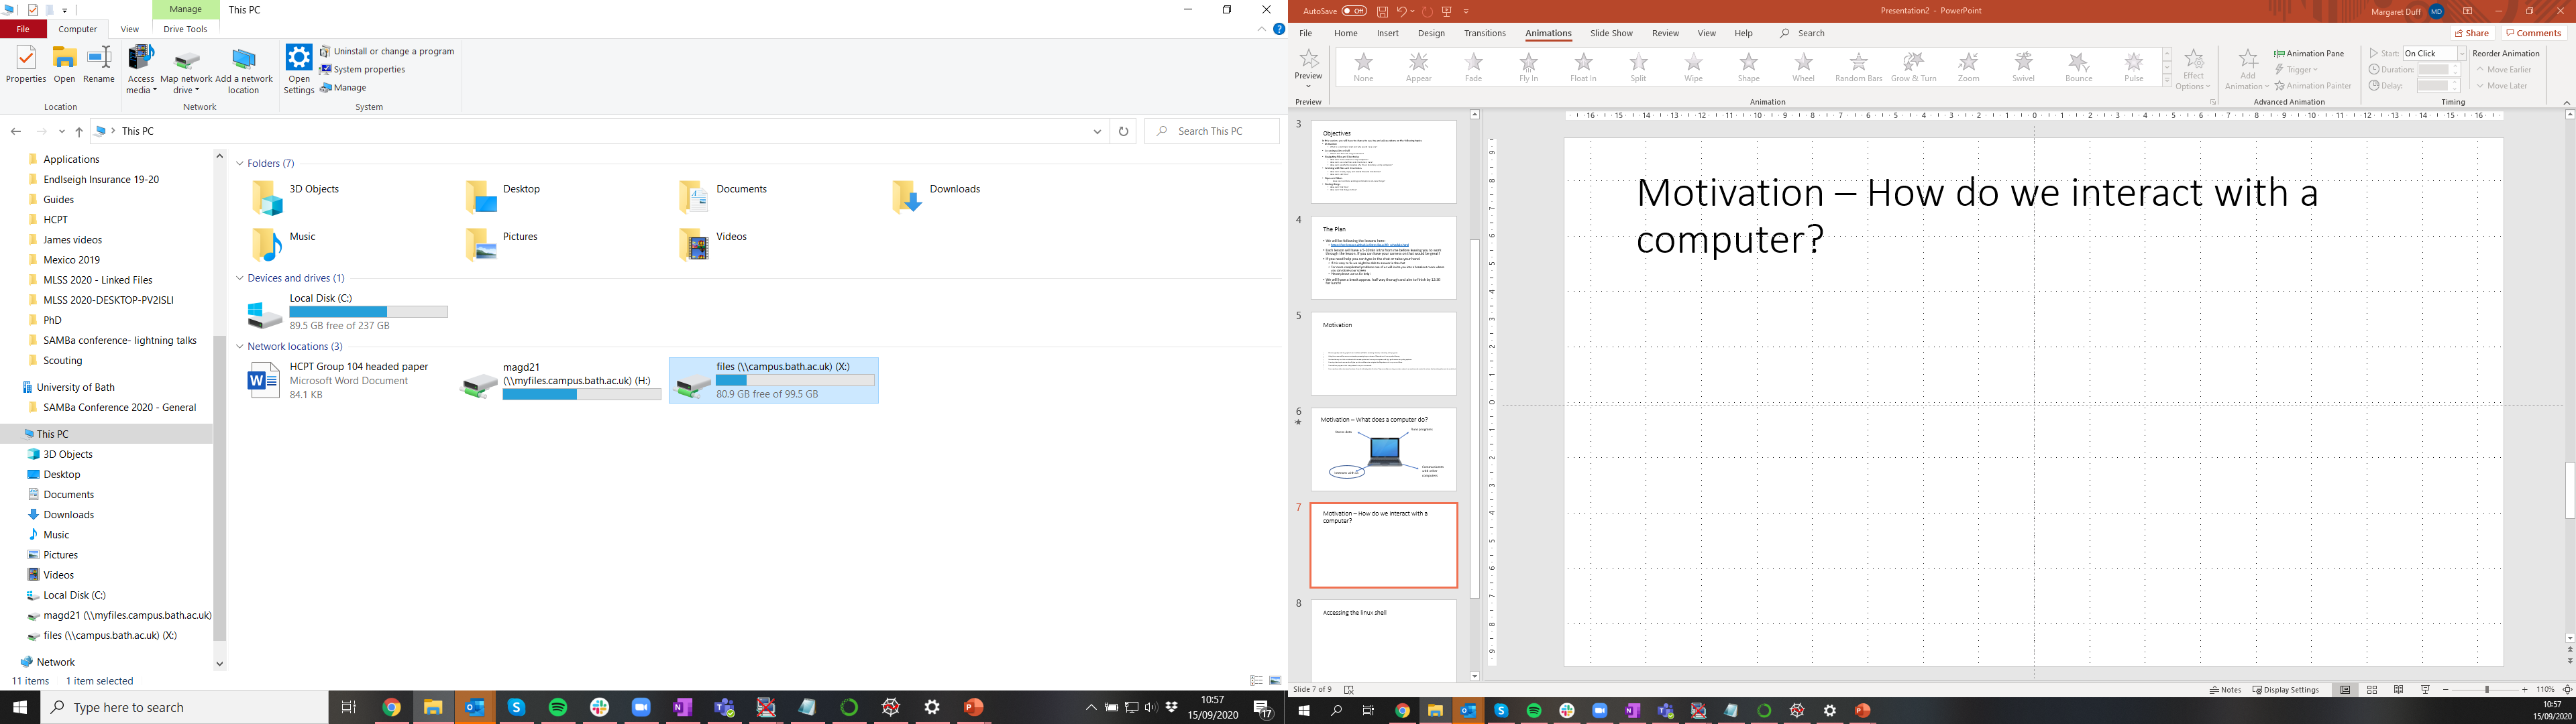 Manage
This PC
File
Computer
View
Drive Tools
Properties
Open
Rename
Access media
Map network drive
Add a network location
Open Settings
Uninstall or change a program
System properties
Manage
Location
Network
System
This PC
Search This PC
Applications
Endlseigh Insurance 19-20
Guides
HCPT
James videos
Mexico 2019
MLSS 2020 - Linked Files
MLSS 2020-DESKTOP-PV2ISLI
PhD
SAMBa conference- lightning talks
Scouting
University of Bath
SAMBa Conference 2020 - General
This PC
3D Objects
Desktop
Documents
Downloads
Music
Pictures
Videos
Local Disk (C:)
magd21 (\\myfiles.campus.bath.ac.uk)
files (\\campus.bath.ac.uk) (X:)
Network
Folders (7)
3D Objects
Desktop
Documents
Downloads
Music
Pictures
Videos
Devices and drives (1)
Local Disk (C:)
89.5 GB free of 237 GB
Network locations (3)
HCPT Group 104 headed paper
Microsoft Word Document
84.1 KB
magd21
(\\myfiles.campus.bath.ac.uk) (H:)
files (\\campus.bath.ac.uk) (X:)
80.9 GB free of 99.5 GB
11 items 1 item selected
Type here to search
10:57
15/09/2020
17
AutoSave Off
Presentation2 - PowerPoint
Margaret Duff MD
File Home Insert Design Transitions Animations Slide Show Review View Help Search
Share Comments
Preview
None Appear Fade Fly In Float In Split Wipe Shape Wheel Random Bars Grow & Turn Zoom Swivel Bounce Pulse
Effect Options
Add Animation
Animation Pane
Trigger
Animation Painter
Start: On Click
Duration:
Delay:
Reorder Animation
Move Earlier
Move Later
Preview
Animation
Advanced Animation
Timing
3
Objectives
4
The Plan
5
Motivation
6
Motivation – What does a computer do?
7
Motivation – How do we interact with a
computer?
8
Accessing the linux shell
Motivation – How do we interact with a
computer?
Slide 7 of 9
Notes
Display Settings
110%
10:57
15/09/2020